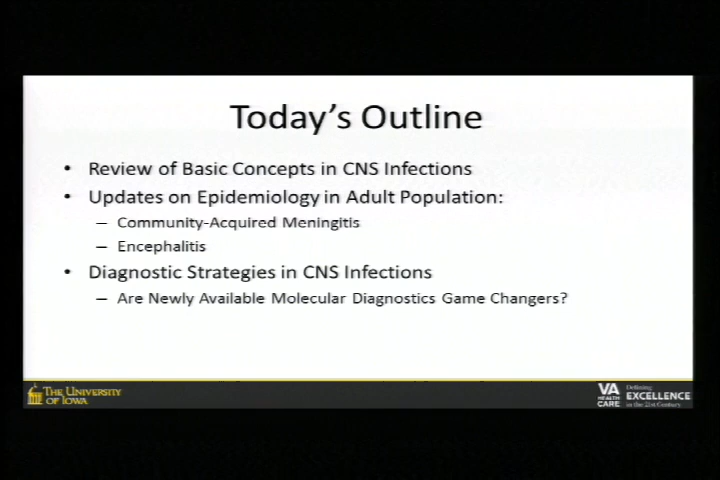 Today's Outline
• Review of Basic Concepts in CNS Infections
• Updates on Epidemiology in Adult Population:
– Community-Acquired Meningitis
– Encephalitis
• Diagnostic Strategies in CNS Infections
– Are Newly Available Molecular Diagnostics Game Changers?
THE UNIVERSITY
OF IOWA
VA
HEALTH
CARE
Defining
EXCELLENCE
in the 21st Century